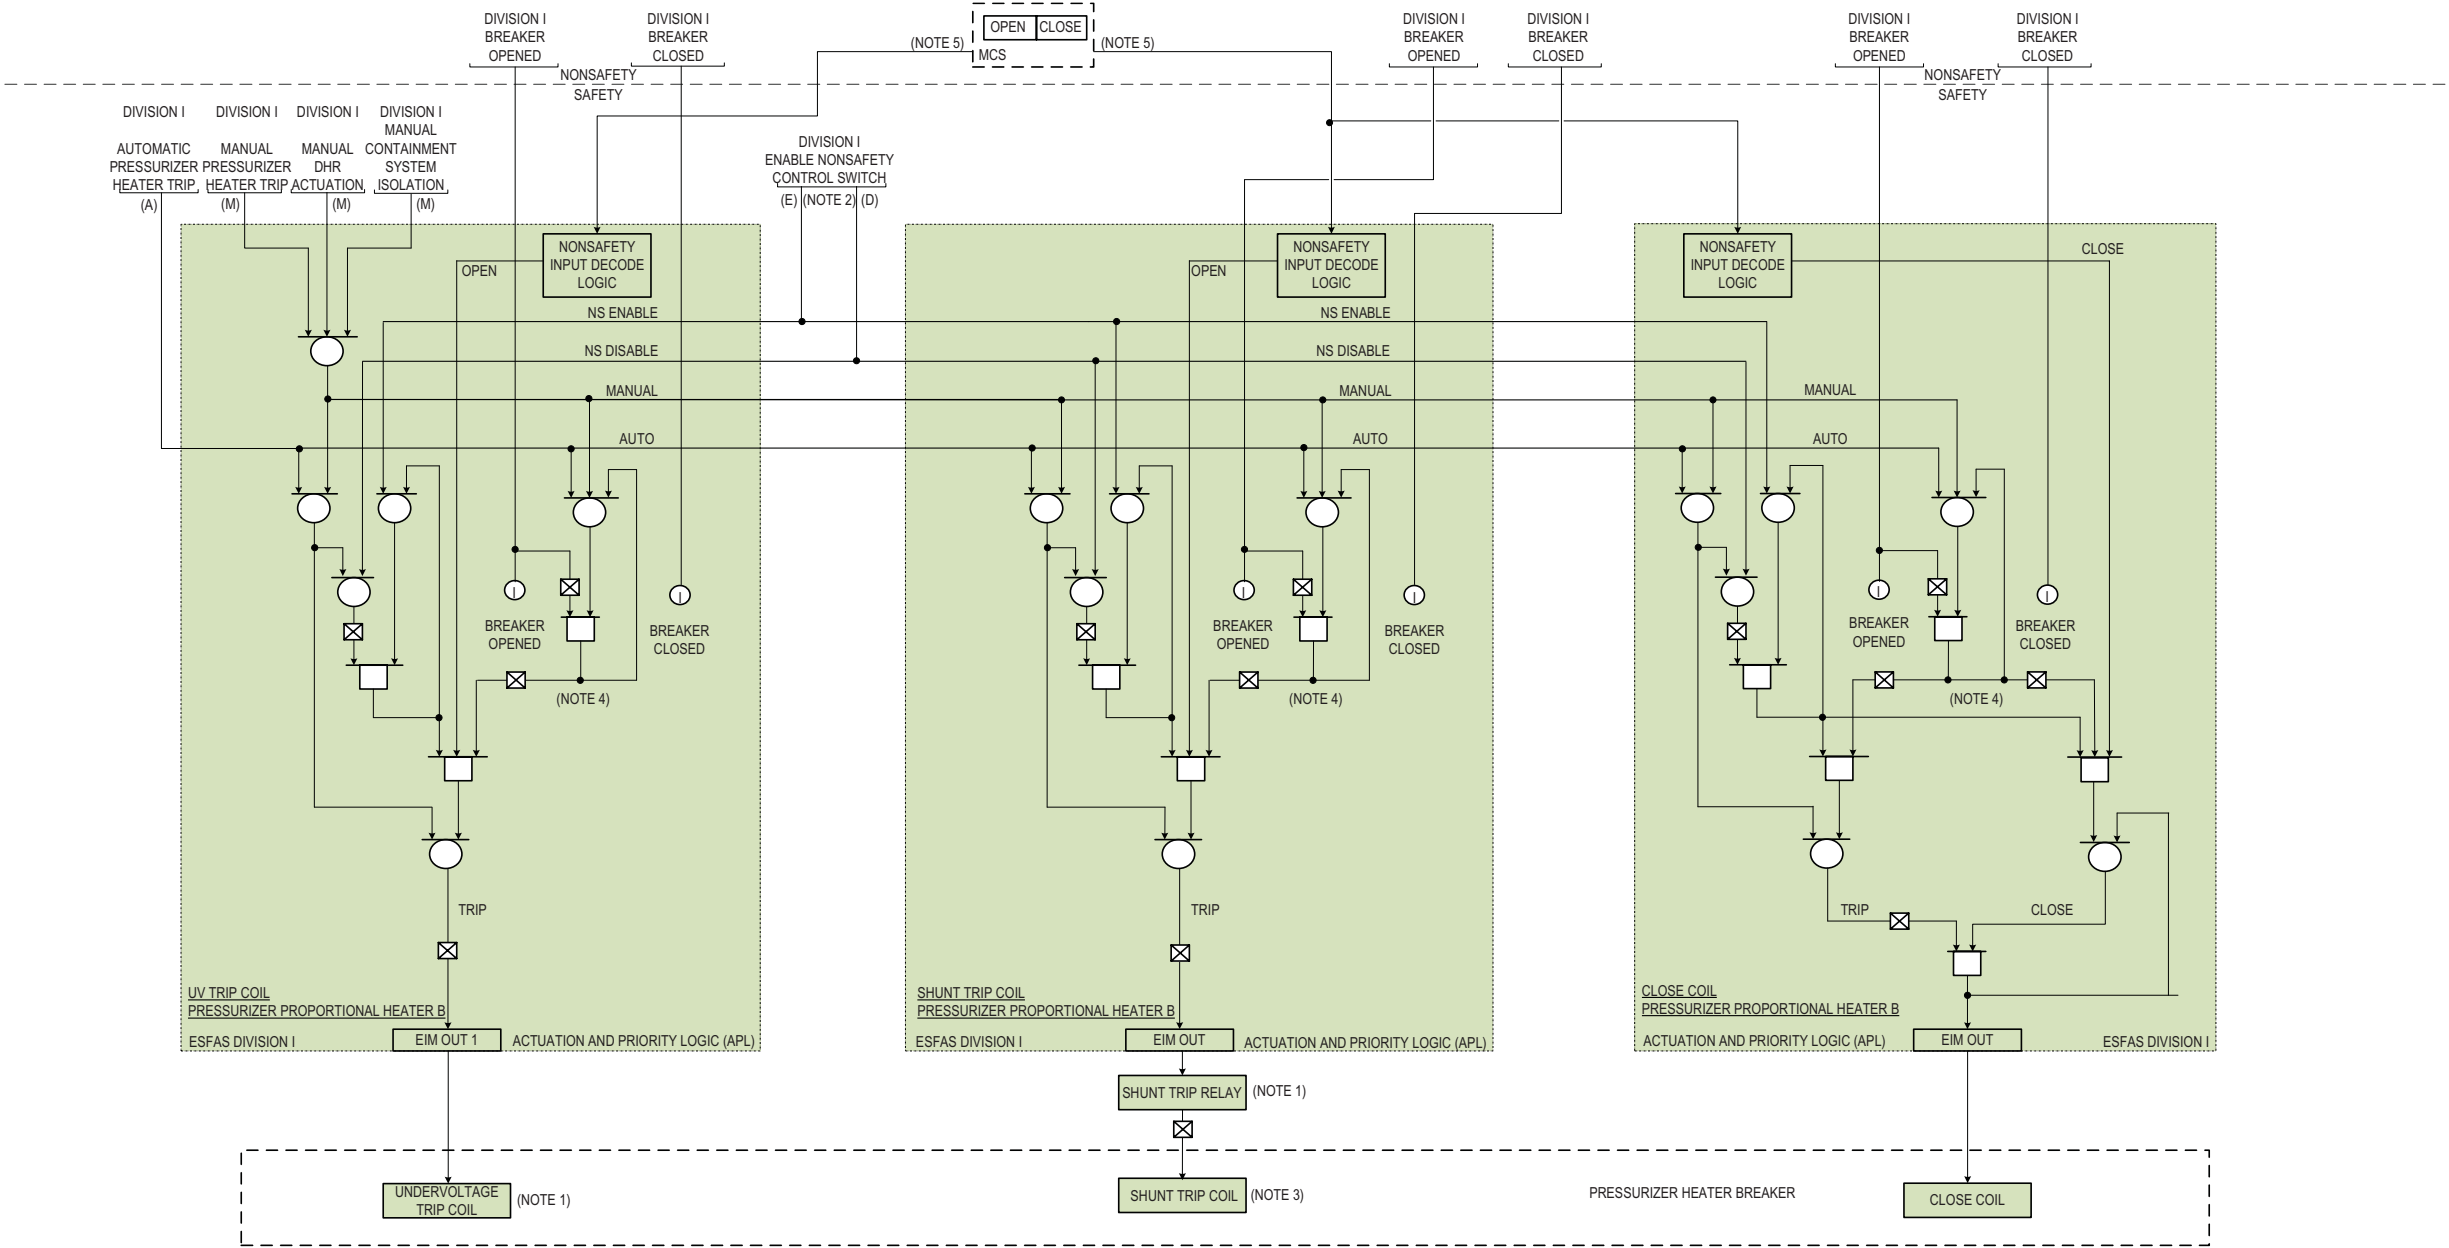 DIVISION I
BREAKER
OPENED
DIVISION I
BREAKER
CLOSED
(NOTE 5)
OPEN
CLOSE
MCS
(NOTE 5)
DIVISION I
BREAKER
OPENED
DIVISION I
BREAKER
CLOSED
DIVISION I
BREAKER
OPENED
DIVISION I
BREAKER
CLOSED
NONSAFETY
SAFETY
NONSAFETY
SAFETY
DIVISION I
AUTOMATIC
PRESSURIZER
HEATER TRIP
(A)
DIVISION I
MANUAL
PRESSURIZER
HEATER TRIP
(M)
DIVISION I
MANUAL
DHR
ACTUATION
(M)
DIVISION I
MANUAL
CONTAINMENT
SYSTEM
ISOLATION
(M)
DIVISION I
ENABLE NONSAFETY
CONTROL SWITCH
(E) (NOTE 2) (D)
NONSAFETY
INPUT DECODE
LOGIC
OPEN
NS ENABLE
NS DISABLE
MANUAL
AUTO
BREAKER
OPENED
BREAKER
CLOSED
(NOTE 4)
TRIP
UV TRIP COIL
PRESSURIZER PROPORTIONAL HEATER B
ESFAS DIVISION I
EIM OUT 1
ACTUATION AND PRIORITY LOGIC (APL)
NONSAFETY
INPUT DECODE
LOGIC
OPEN
NS ENABLE
NS DISABLE
MANUAL
AUTO
BREAKER
OPENED
BREAKER
CLOSED
(NOTE 4)
TRIP
SHUNT TRIP COIL
PRESSURIZER PROPORTIONAL HEATER B
ESFAS DIVISION I
EIM OUT
ACTUATION AND PRIORITY LOGIC (APL)
NONSAFETY
INPUT DECODE
LOGIC
CLOSE
MANUAL
AUTO
BREAKER
OPENED
BREAKER
CLOSED
(NOTE 4)
TRIP
CLOSE
CLOSE COIL
PRESSURIZER PROPORTIONAL HEATER B
ACTUATION AND PRIORITY LOGIC (APL)
EIM OUT
ESFAS DIVISION I
SHUNT TRIP RELAY
(NOTE 1)
UNDERVOLTAGE
TRIP COIL
(NOTE 1)
SHUNT TRIP COIL
(NOTE 3)
PRESSURIZER HEATER BREAKER
CLOSE COIL